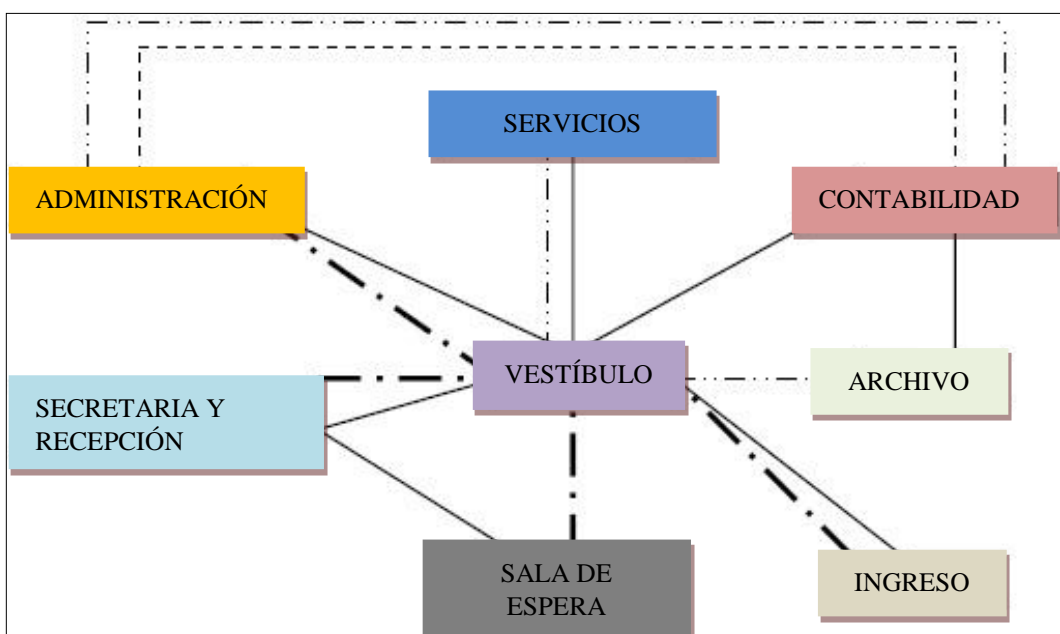 SERVICIOS
ADMINISTRACIÓN
CONTABILIDAD
VESTÍBULO
ARCHIVO
SECRETARIA Y
RECEPCIÓN
SALA DE
ESPERA
INGRESO